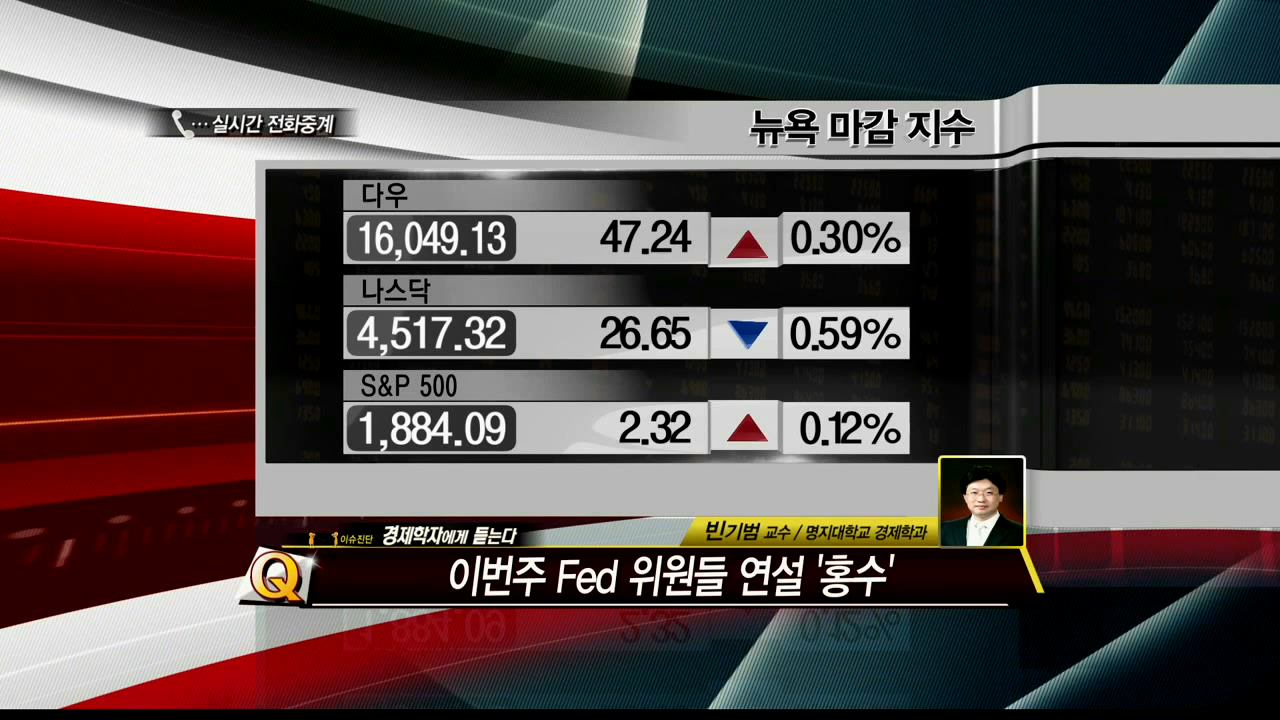 … 실시간 전화중계
뉴욕 마감 지수
다우
16,049.13 47.24 ▲ 0.30%
나스닥
4,517.32 26.65 ▼ 0.59%
S&P 500
1,884.09 2.32 ▲ 0.12%
이슈진단 경제학자에게 듣는다
빈기범 교수 / 명지대학교 경제학과
Q
이번주 Fed 위원들 연설 '홍수'